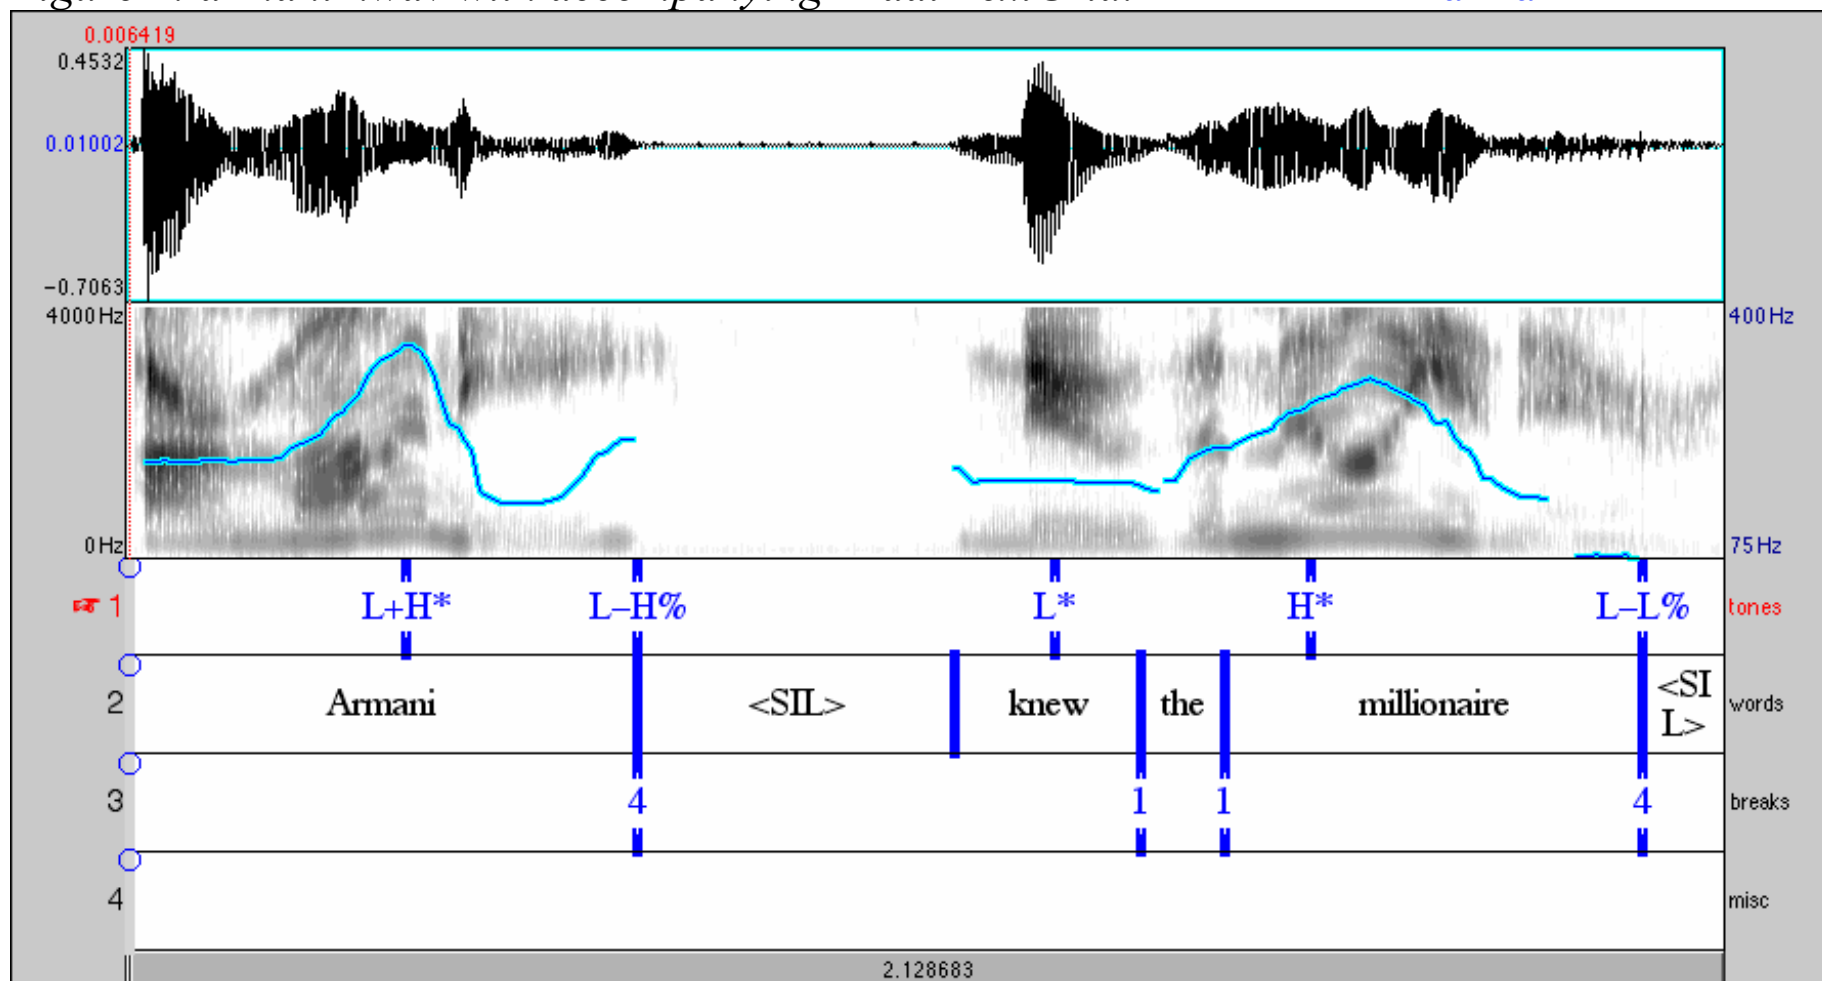 0.006419
0.4532
0.01002
−0.7063
4000 Hz 400 Hz
0 Hz 75 Hz
1 L+H* L−H% L* H* L−L% tones
2 Armani <SIL> knew the millionaire <SI
L> words
3 4 1 1 4 breaks
4 misc
2.128683